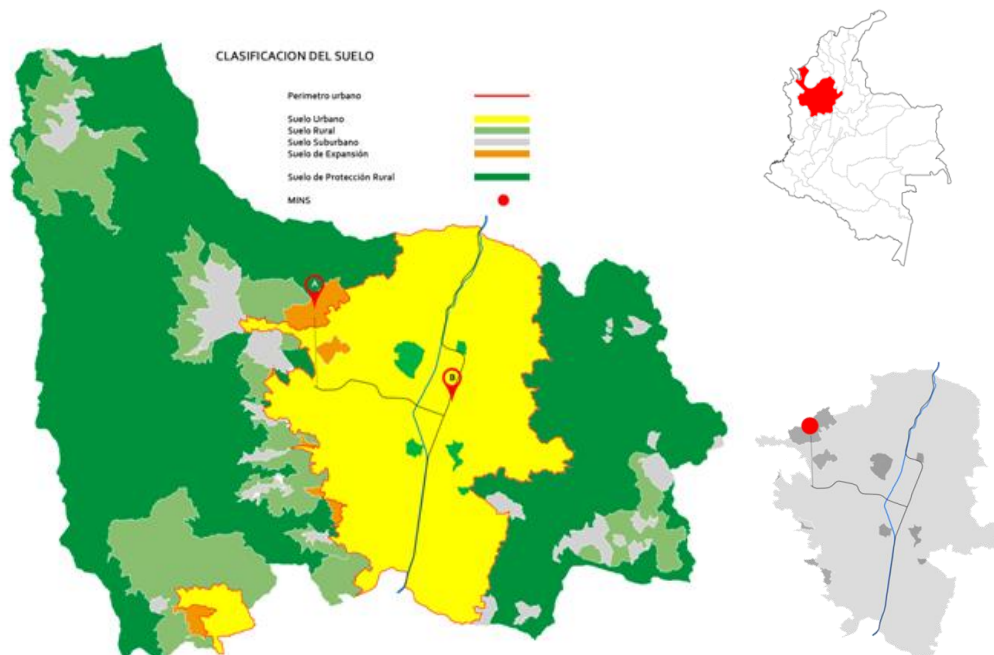 CLASIFICACION DEL SUELO
Perimetro urbano
Suelo Urbano
Suelo Rural
Suelo Suburbano
Suelo de Expansión
Suelo de Protección Rural
MINS
A
B